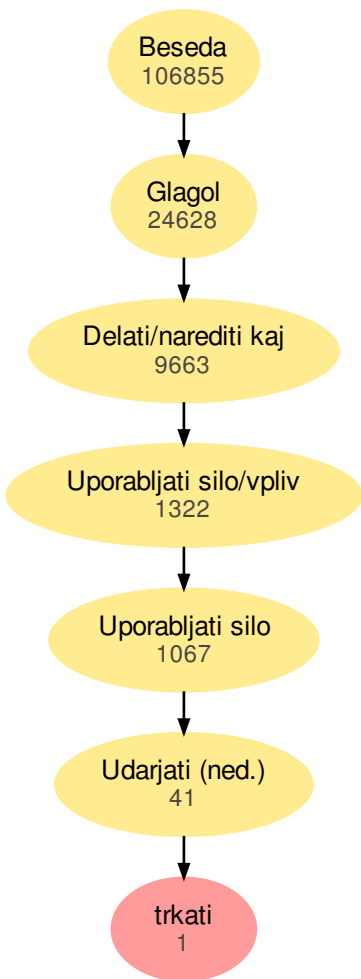 Beseda
106855
Glagol
24628
Delati/narediti kaj
9663
Uporabljati silo/vpliv
1322
Uporabljati silo
1067
Udarjati (ned.)
41
trkati
1